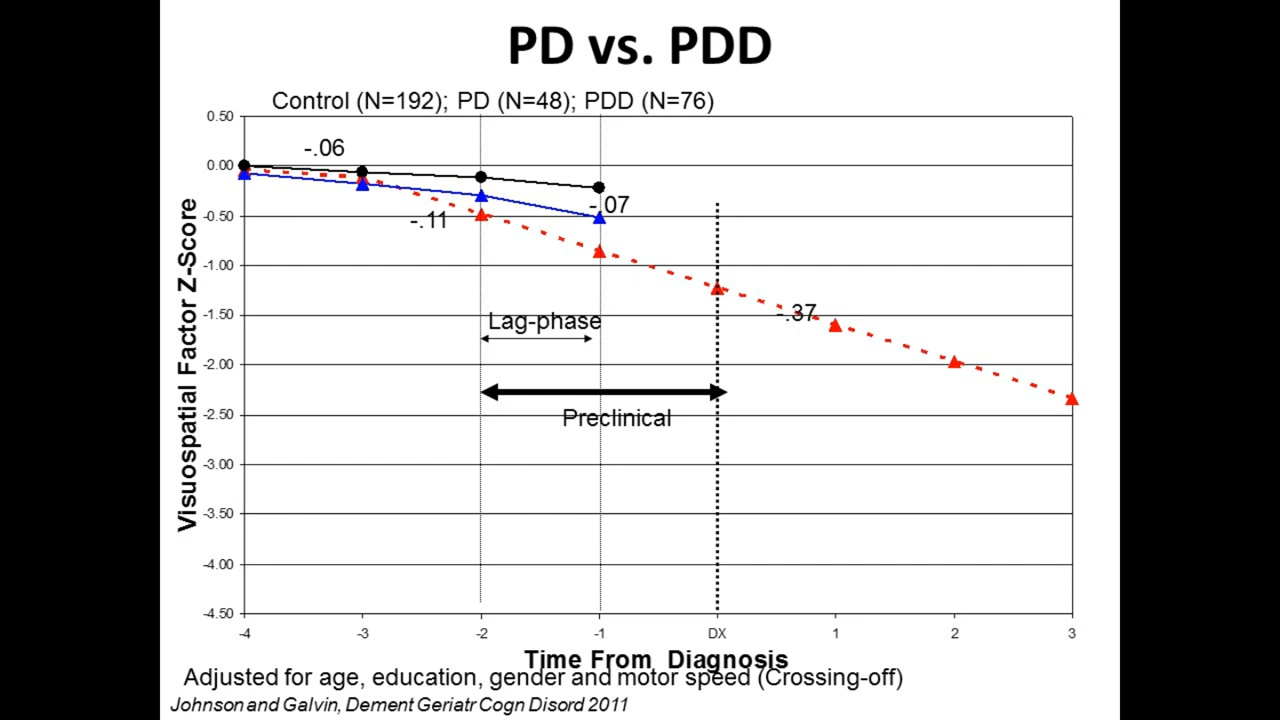 PD vs. PDD
Control (N=192); PD (N=48); PDD (N=76)
0.50
0.00
-0.50
-1.00
-1.50
-2.00
-2.50
-3.00
-3.50
-4.00
-4.50
Visuospatial Factor Z-Score
-.06
-.07
-.11
-.37
Lag-phase
Preclinical
-4 -3 -2 -1 DX 1 2 3
Time From Diagnosis
Adjusted for age, education, gender and motor speed (Crossing-off)
Johnson and Galvin, Dement Geriatr Cogn Disord 2011